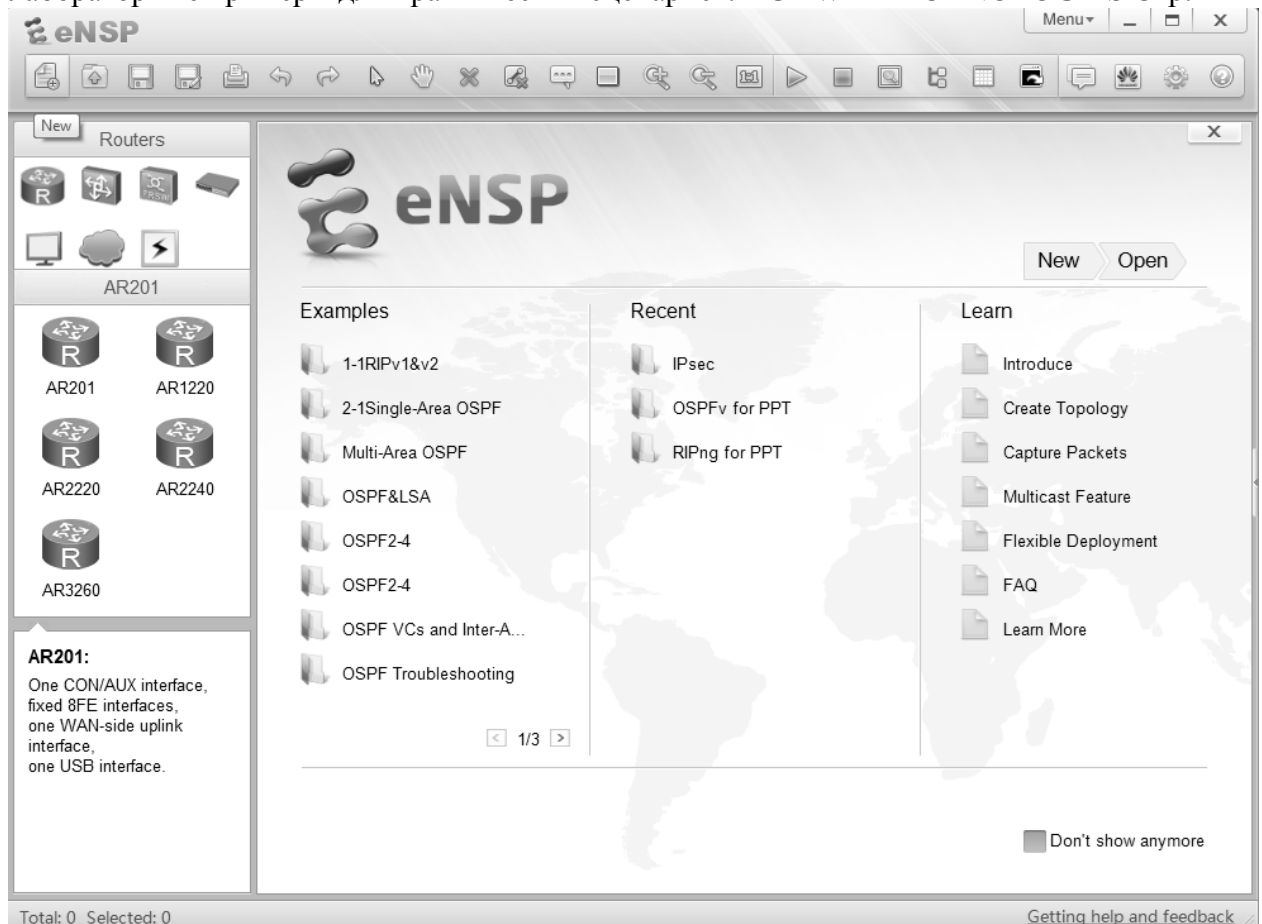 eNSP
Menu
New
Routers
R
FRSW
AR201
R
R
AR201
AR1220
R
R
AR2220
AR2240
R
AR3260
AR201:
One CON/AUX interface,
fixed 8FE interfaces,
one WAN-side uplink
interface,
one USB interface.
X
eNSP
New
Open
Examples
1-1RIPv1&v2
2-1Single-Area OSPF
Multi-Area OSPF
OSPF&LSA
OSPF2-4
OSPF2-4
OSPF VCs and Inter-A...
OSPF Troubleshooting
< 1/3 >
Recent
IPsec
OSPFv for PPT
RIPng for PPT
Learn
Introduce
Create Topology
Capture Packets
Multicast Feature
Flexible Deployment
FAQ
Learn More
Don't show anymore
Total: 0 Selected: 0
Getting help and feedback